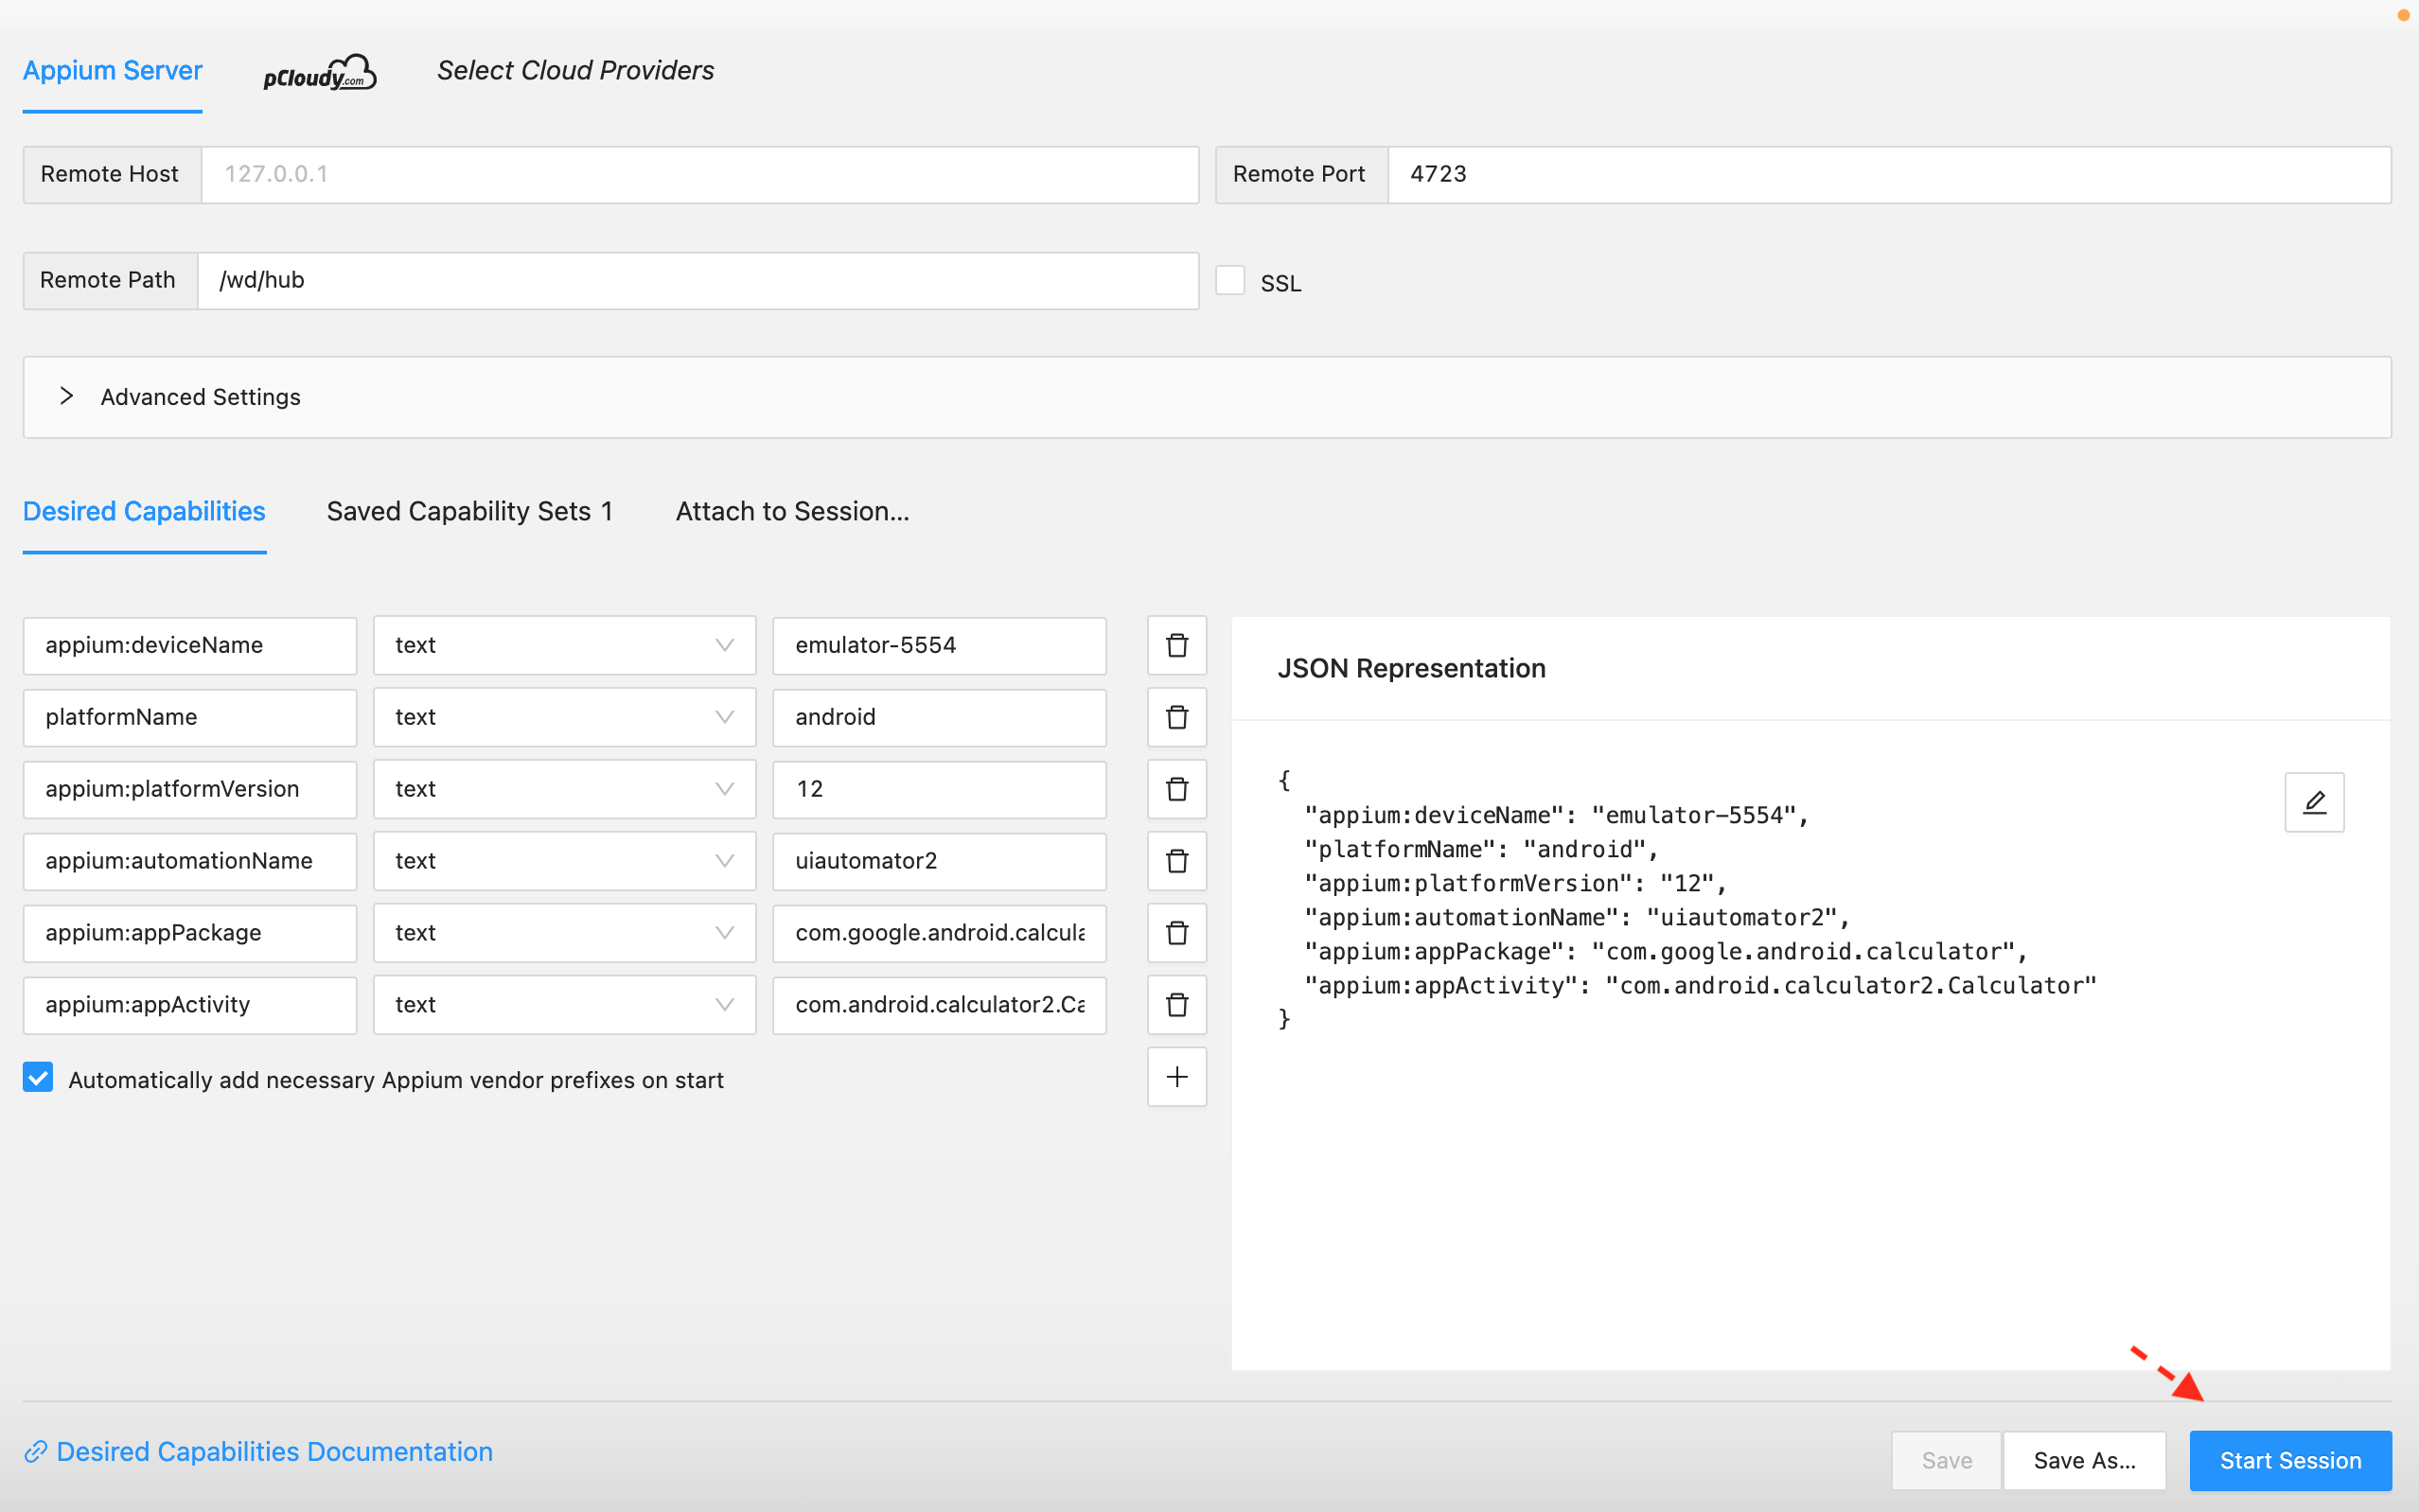 Appium Server
pCloudy.com
Select Cloud Providers
Remote Host 127.0.0.1 Remote Port 4723
Remote Path /wd/hub SSL
Advanced Settings
Desired Capabilities Saved Capability Sets 1 Attach to Session...
appium:deviceName text emulator-5554
platformName text android
appium:platformVersion text 12
appium:automationName text uiautomator2
appium:appPackage text com.google.android.calcula
appium:appActivity text com.android.calculator2.Ca
Automatically add necessary Appium vendor prefixes on start
JSON Representation
{
"appium:deviceName": "emulator-5554",
"platformName": "android",
"appium:platformVersion": "12",
"appium:automationName": "uiautomator2",
"appium:appPackage": "com.google.android.calculator",
"appium:appActivity": "com.android.calculator2.Calculator"
}
Desired Capabilities Documentation
Save Save As... Start Session